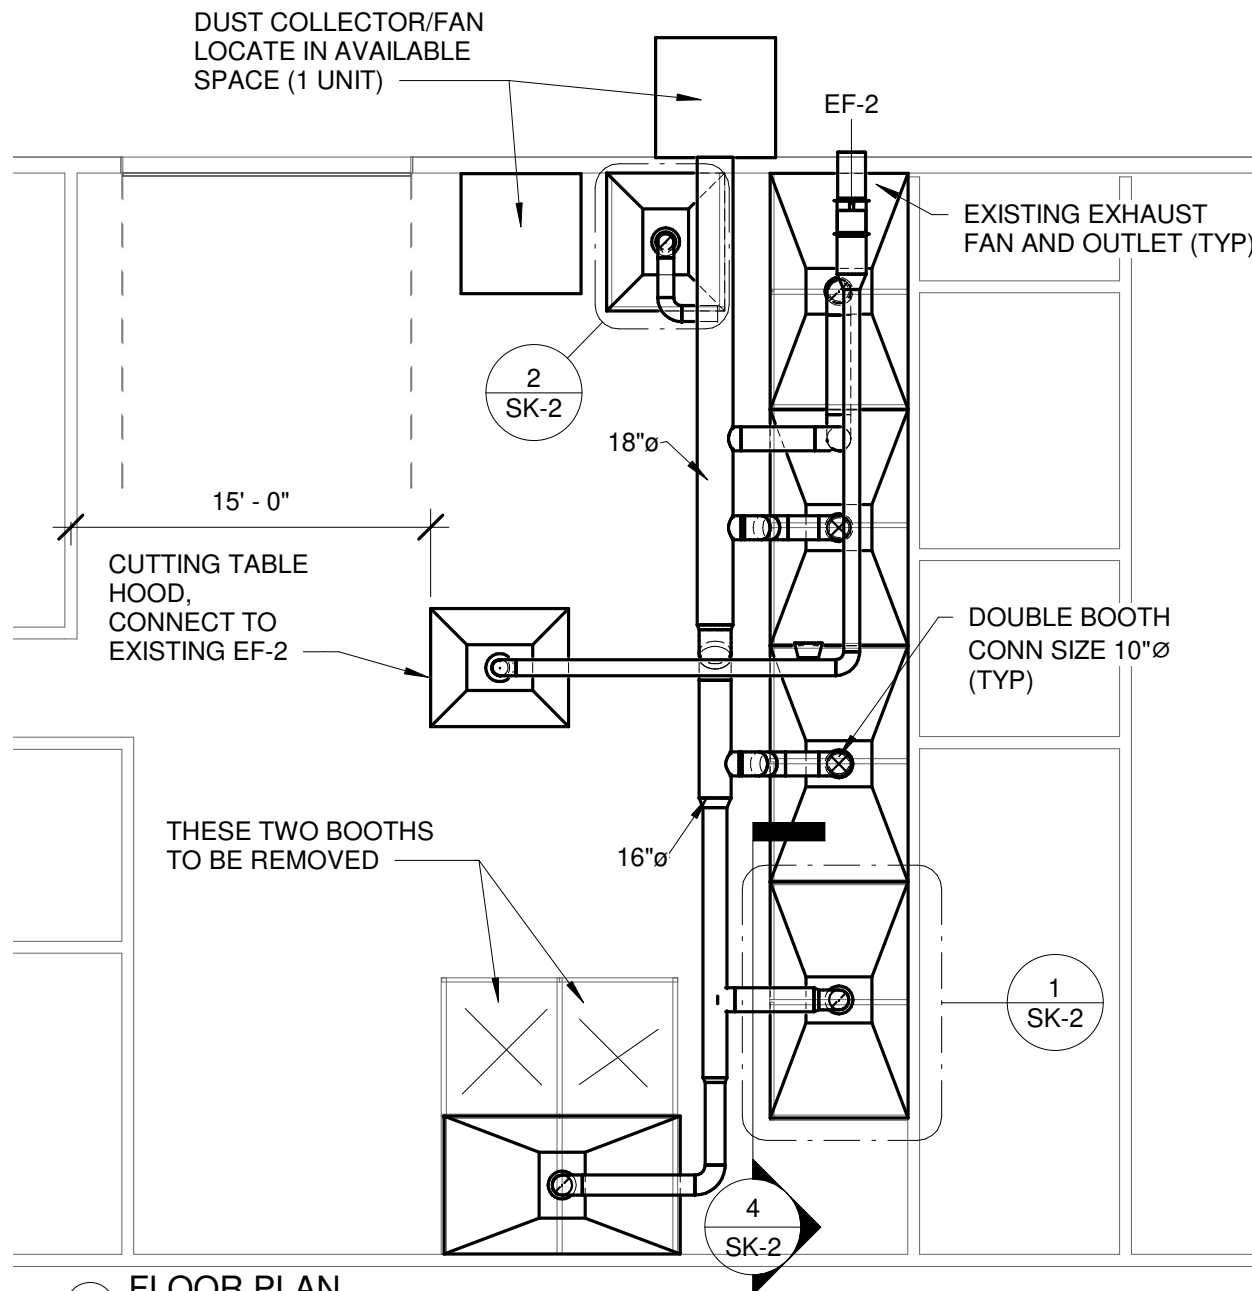 DUST COLLECTOR/FAN
LOCATE IN AVAILABLE
SPACE (1 UNIT)
EF-2
EXISTING EXHAUST
FAN AND OUTLET (TYP)
2
SK-2
18"ø
15' - 0"
CUTTING TABLE
HOOD,
CONNECT TO
EXISTING EF-2
DOUBLE BOOTH
CONN SIZE 10"Ø
(TYP)
THESE TWO BOOTHS
TO BE REMOVED
16"ø
1
SK-2
4
SK-2
FLOOR PLAN